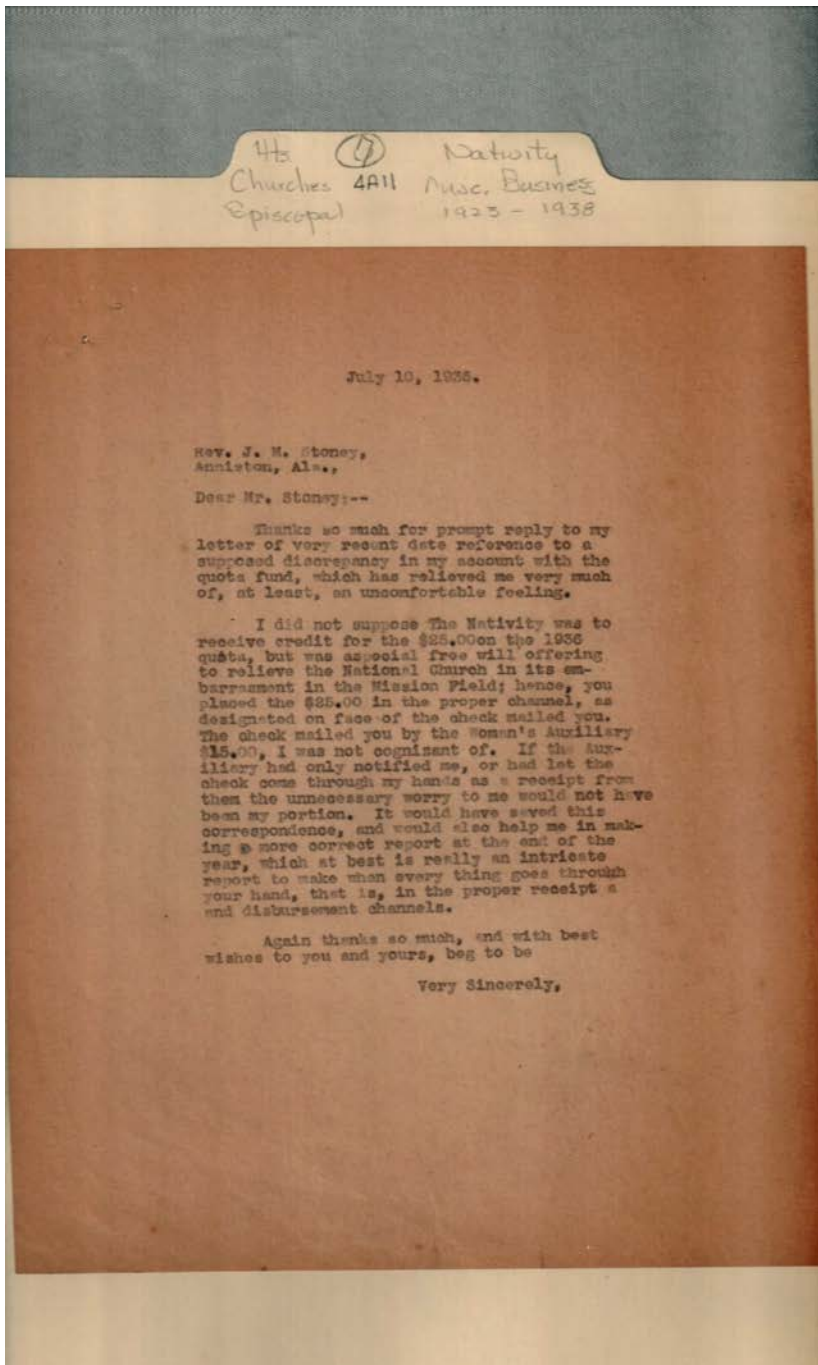 Hts ⑦ Nativity
Churches 4A11 Misc. Business
Episcopal 1923 - 1938
July 10, 1936.
Rev. J. M. Stoney,
Anniston, Ala.,
Dear Mr. Stoney;--
Thanks so much for prompt reply to my
letter of very recent date reference to a
supposed discrepancy in my account with the
quota fund, which has relieved me very much
of, at least, an uncomfortable feeling.
I did not suppose The Nativity was to
receive credit for the $25.00on the 1936
quota, but was aspecial free will offering
to relieve the National Church in its em-
barrasment in the Mission Field; hence, you
placed the $25.00 in the proper channel, as
designated on face of the check mailed you.
The check mailed you by the Woman's Auxiliary
$15.00, I was not cognizant of. If the Aux-
iliary had only notified me, or had let the
check come through my hands as a receipt from
them the unnecessary worry to me would not have
been my portion. It would have saved this
correspondence, and would also help me in mak-
ing a more correct report at the end of the
year, which at best is really an intricate
report to make when every thing goes through
your hand, that is, in the proper receipt a
and disbursement channels.
Again thanks so much, and with best
wishes to you and yours, beg to be
Very Sincerely,